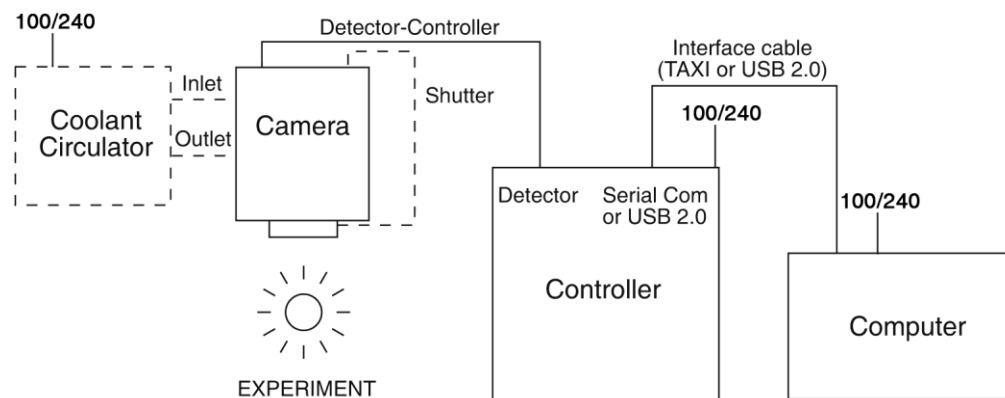 100/240
Detector-Controller
Interface cable
(TAXI or USB 2.0)
Inlet
Shutter
Coolant
Circulator
Camera
100/240
Outlet
Detector
Serial Com
or USB 2.0
100/240
Controller
Computer
EXPERIMENT